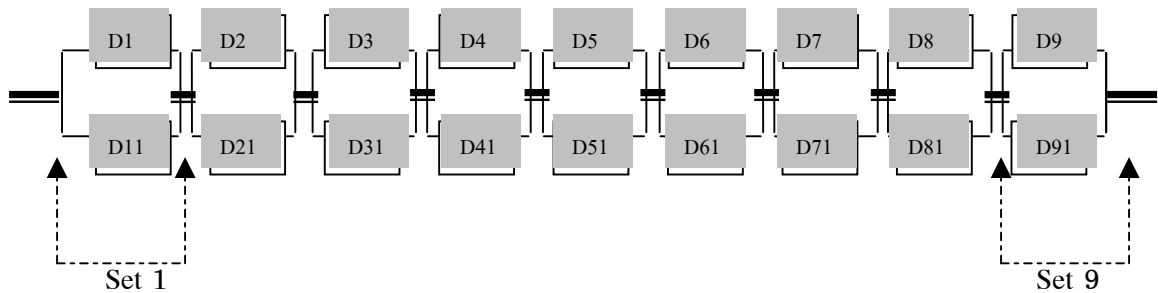 D1 D2 D3 D4 D5 D6 D7 D8 D9
D11 D21 D31 D41 D51 D61 D71 D81 D91
Set 1 Set 9